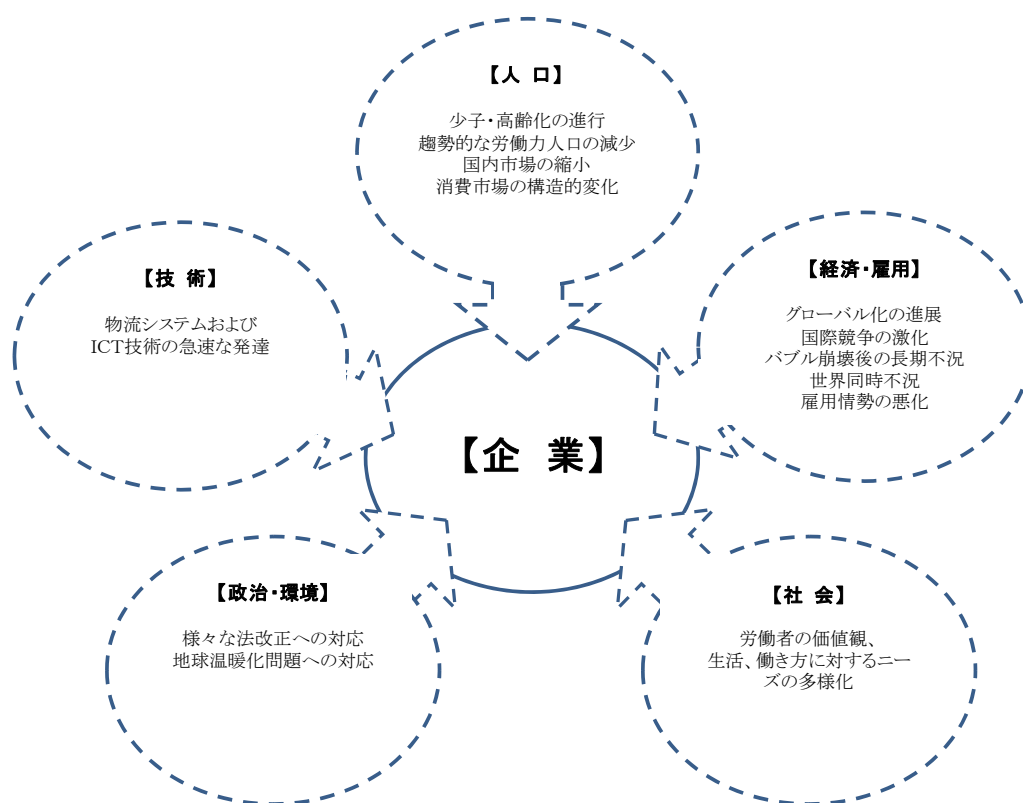 【人 口】
少子・高齢化の進行
趨勢的な労働力人口の減少
国内市場の縮小
消費市場の構造的変化
【技 術】
物流システムおよび
ICT技術の急速な発達
【経済・雇用】
グローバル化の進展
国際競争の激化
バブル崩壊後の長期不況
世界同時不況
雇用情勢の悪化
【企 業】
【政治・環境】
様々な法改正への対応
地球温暖化問題への対応
【社 会】
労働者の価値観、
生活、働き方に対するニー
ズの多様化